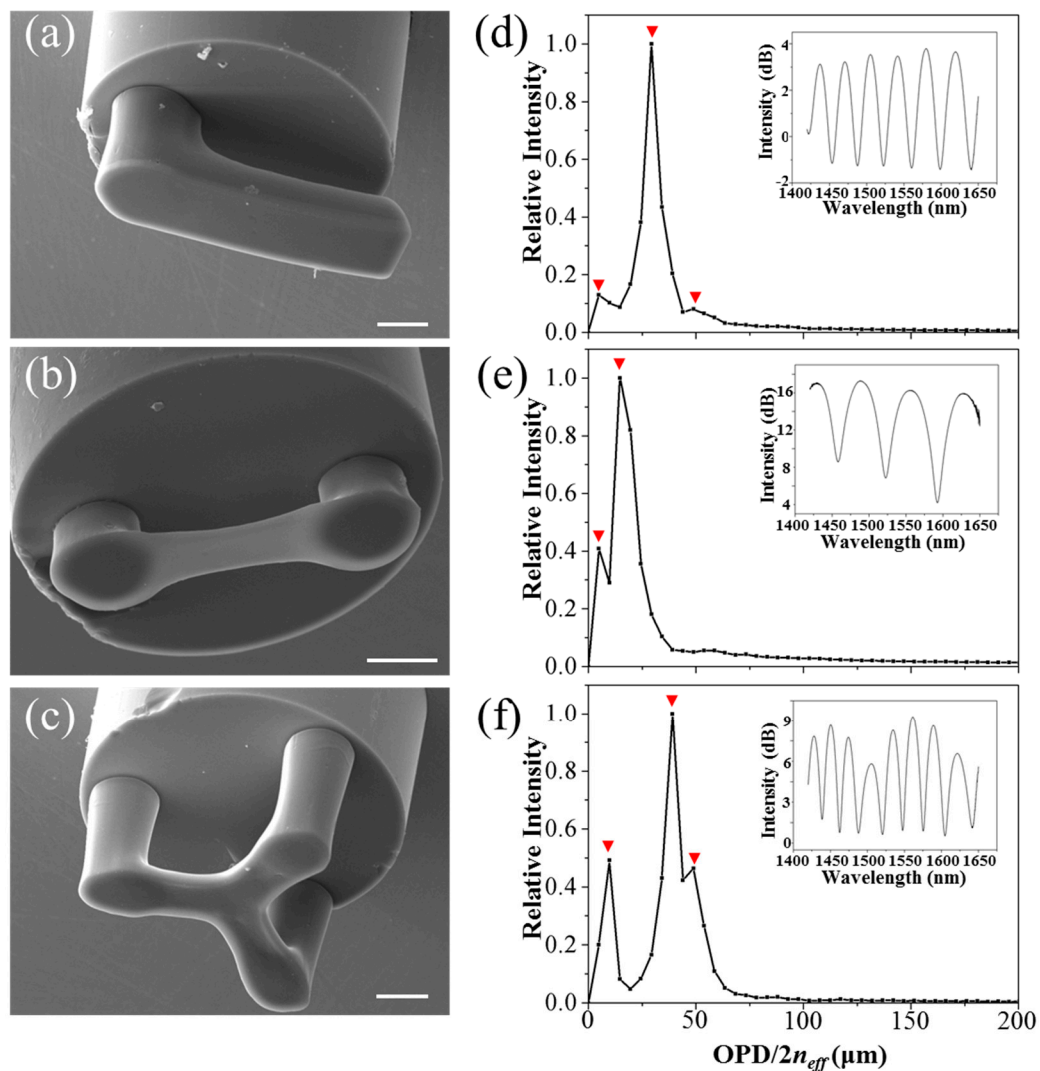 (a)
(b)
(c)
(d)
Relative Intensity
1.0
0.8
0.6
0.4
0.2
0.0
Intensity (dB)
4
2
0
-2
1400 1450 1500 1550 1600 1650
Wavelength (nm)
(e)
Relative Intensity
1.0
0.8
0.6
0.4
0.2
0.0
Intensity (dB)
16
12
8
4
1400 1450 1500 1550 1600 1650
Wavelength (nm)
(f)
Relative Intensity
1.0
0.8
0.6
0.4
0.2
0.0
Intensity (dB)
9
6
3
0
1400 1450 1500 1550 1600 1650
Wavelength (nm)
0 50 100 150 200
OPD/2neff (μm)